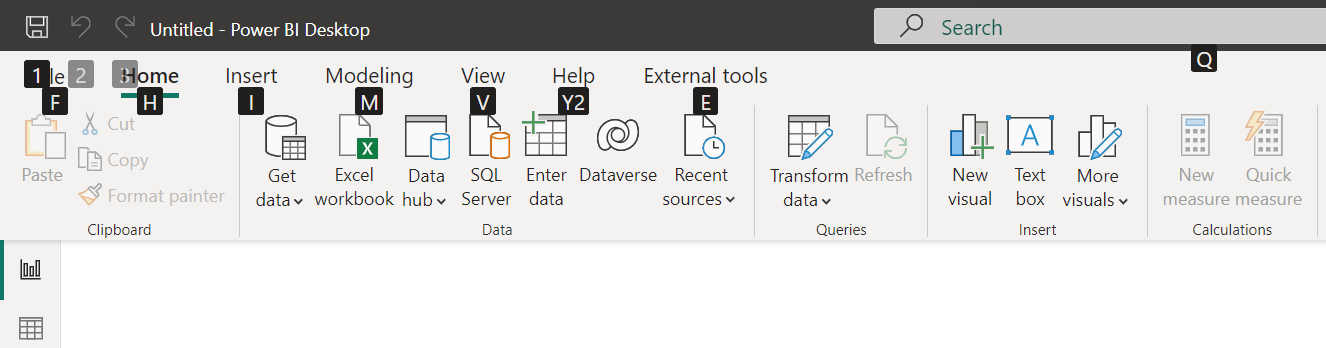 Untitled - Power BI Desktop
Search
1 le 2 3 Home Insert Modeling View Help External tools Q
F H I M V Y2 E
Paste
Cut
Copy
Format painter
Clipboard
Get
data
Excel
workbook
Data
hub
SQL
Server
Enter
data
Dataverse
Recent
sources
Data
Transform
data
Refresh
Queries
New
visual
A
Text
box
More
visuals
Insert
New
measure
Quick
measure
Calculations